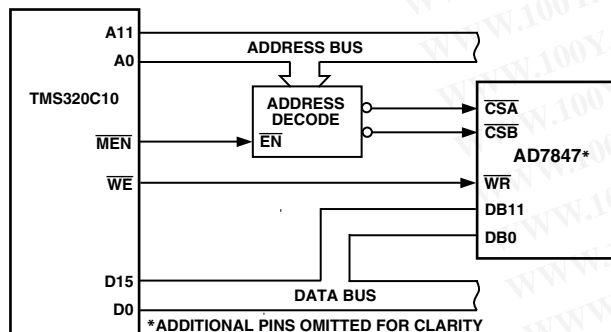 A11
ADDRESS BUS
A0
TMS320C10
ADDRESS
DECODE
CSA
MEN
EN
CSB
AD7847*
WE
WR
DB11
DB0
D15
DATA BUS
D0
*ADDITIONAL PINS OMITTED FOR CLARITY